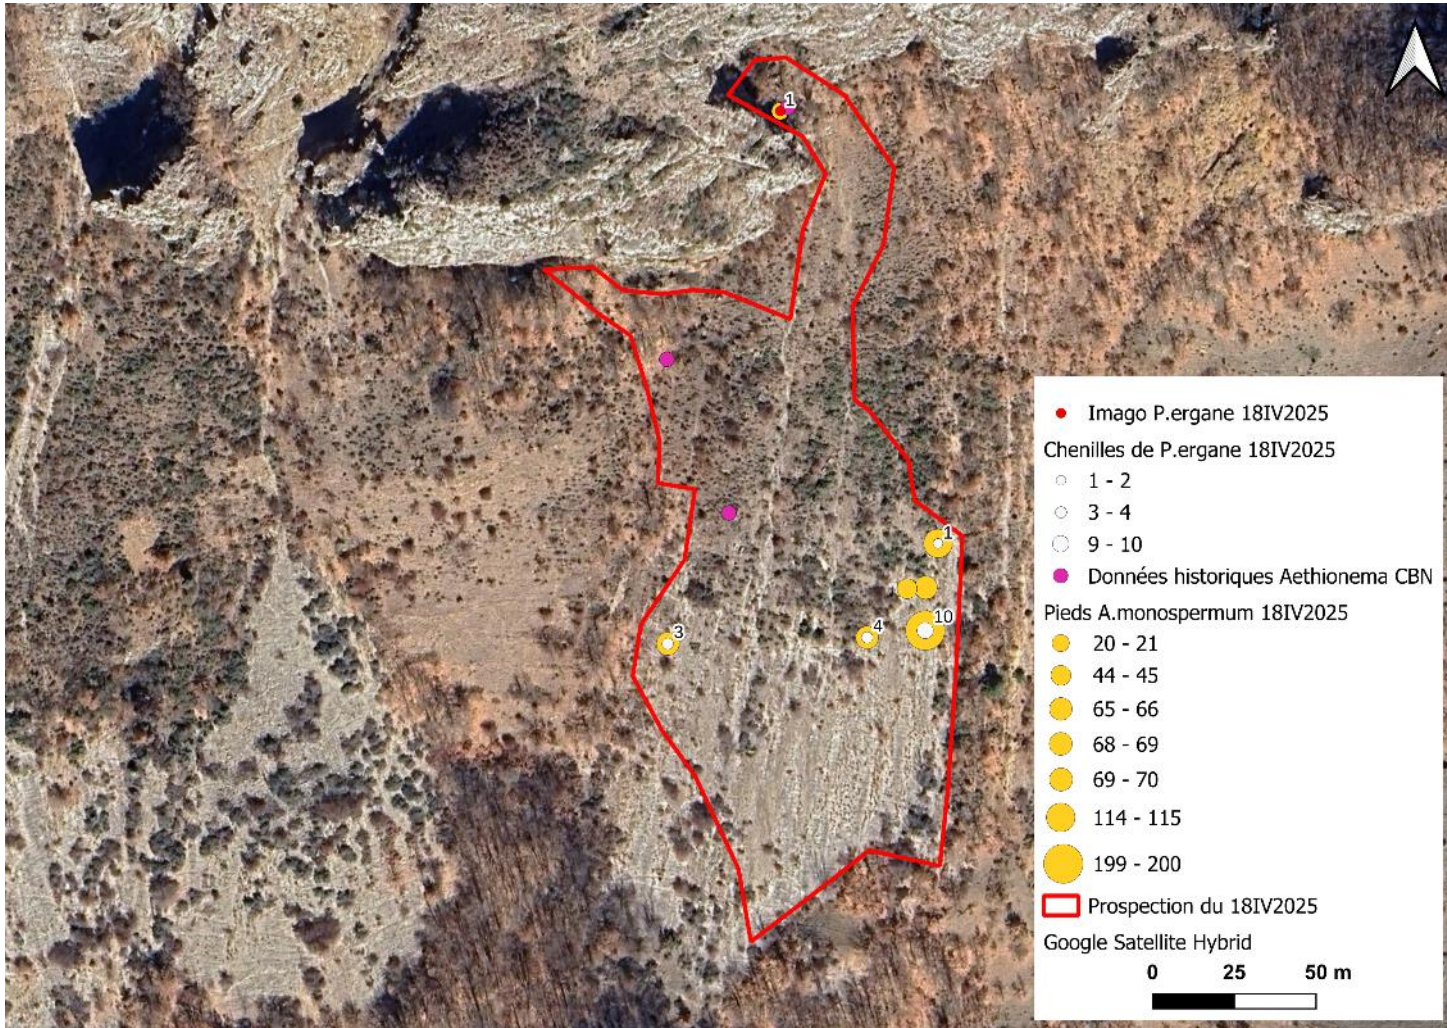 1
1
10
3
4
Imago P.ergane 18IV2025
Chenilles de P.ergane 18IV2025
1 - 2
3 - 4
9 - 10
Données historiques Aethionema CBN
Pieds A.monospermum 18IV2025
20 - 21
44 - 45
65 - 66
68 - 69
69 - 70
114 - 115
199 - 200
Prospection du 18IV2025
Google Satellite Hybrid
0 25 50 m